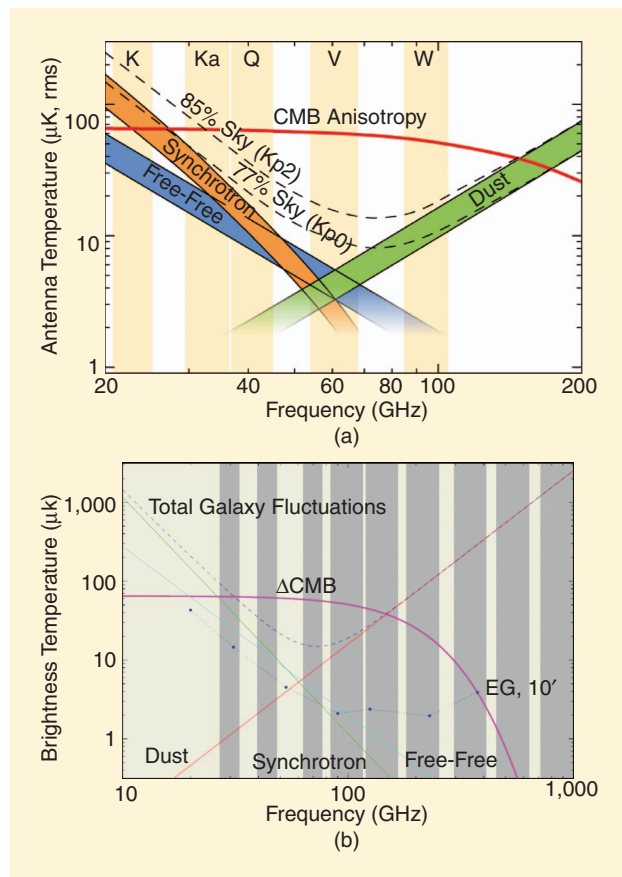 K Ka Q V W
Antenna Temperature (μK, rms)
100
10
1
CMB Anisotropy
85% Sky (Kp2)
77% Sky (Kp0)
Synchrotron
Free-Free
Dust
20 40 60 80 100 200
Frequency (GHz)
(a)
Brightness Temperature (μk)
1,000
100
10
1
Total Galaxy Fluctuations
ΔCMB
EG, 10′
Dust Synchrotron Free-Free
10 100 1,000
Frequency (GHz)
(b)